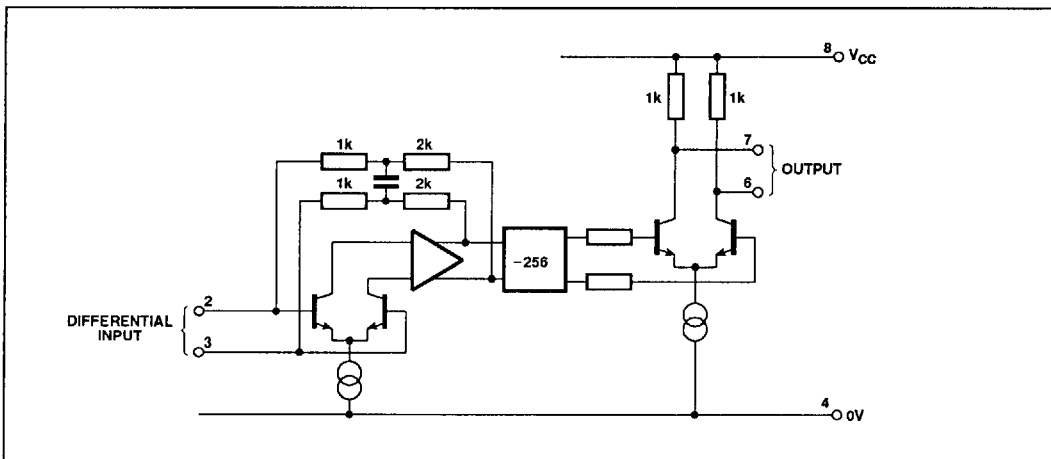 8 VCC
1k 1k
7
OUTPUT
6
1k 2k
1k 2k
-256
2
DIFFERENTIAL
INPUT
3
4 0V